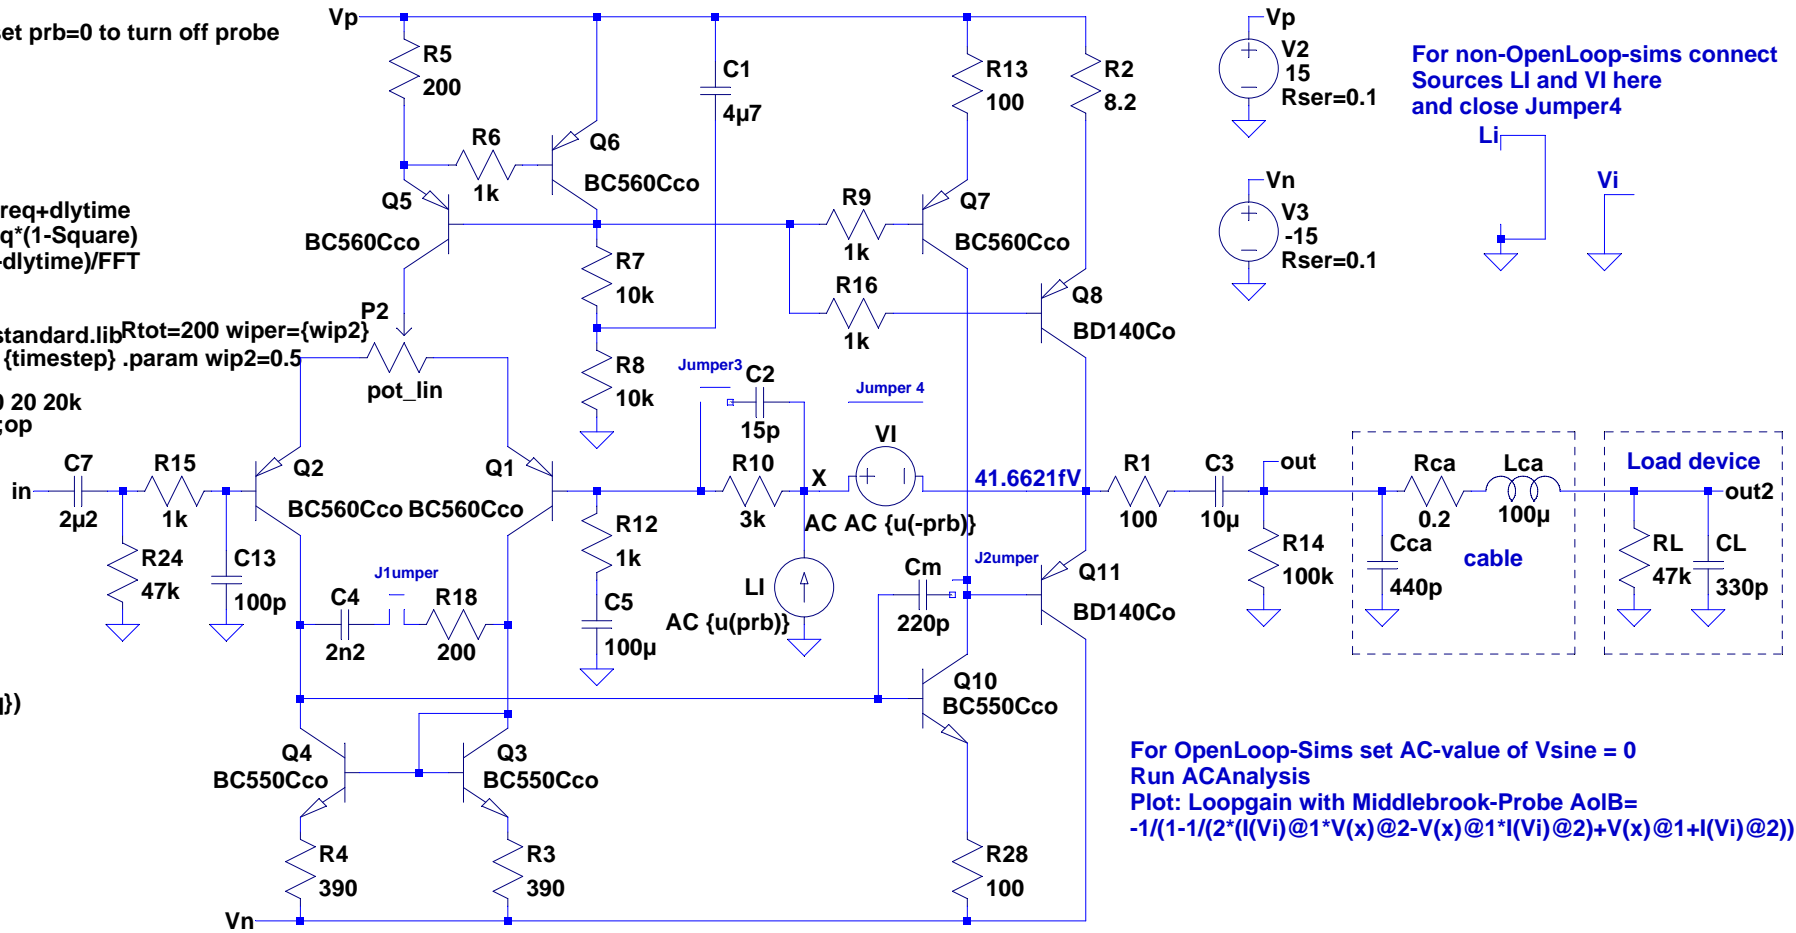 et prb=0 to turn off probe
Vp
R5
200
C1
4µ7
R13
100
R2
8.2
Vp
V2
15
Rser=0.1
For non-OpenLoop-sims connect
Sources LI and VI here
and close Jumper4
Li
Vi
R6
1k
Q6
BC560Cco
Q5
BC560Cco
R9
1k
Q7
BC560Cco
Vn
V3
-15
Rser=0.1
req+dlytime
q*(1-Square)
-dlytime)/FFT
R7
10k
R16
1k
Q8
BD140Co
P2
standard.lib
Rtot=200 wiper={wip2}
{timestep} .param wip2=0.5
pot_lin
R8
10k
Jumper3
C2
15p
Jumper 4
0 20 20k
;op
C7
2µ2
in
R15
1k
Q2
BC560Cco
Q1
BC560Cco
R10
3k
X
VI
AC AC {u(-prb)}
41.6621fV
R1
100
C3
10µ
out
Rca
0.2
Lca
100µ
Load device
out2
R24
47k
C13
100p
R12
1k
LI
AC {u(prb)}
Cm
220p
J2umper
Q11
BD140Co
R14
100k
Cca
440p
cable
RL
47k
CL
330p
C4
2n2
J1umper
R18
200
C5
100µ
Q10
BC550Cco
q})
Q4
BC550Cco
Q3
BC550Cco
For OpenLoop-Sims set AC-value of Vsine = 0
Run ACAnalysis
Plot: Loopgain with Middlebrook-Probe AolB=
-1/(1-1/(2*(I(Vi)@1*V(x)@2-V(x)@1*I(Vi)@2)+V(x)@1+I(Vi)@2))
R4
390
R3
390
R28
100
Vn